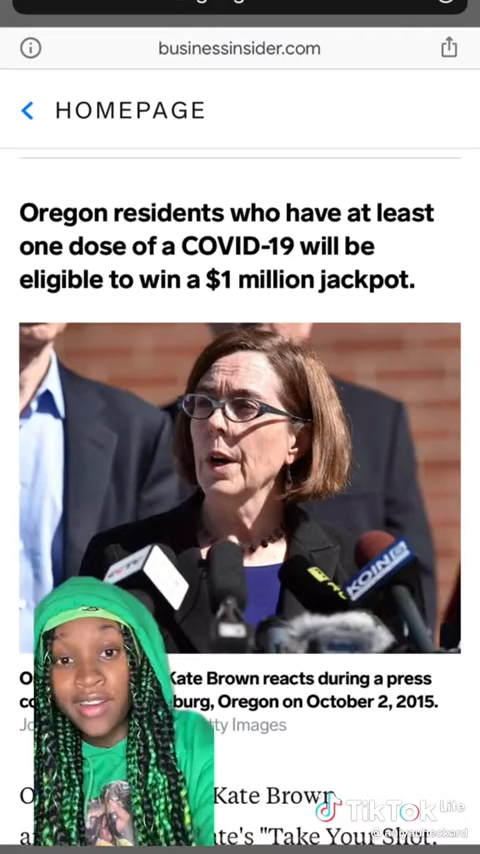 businessinsider.com
HOMEPAGE
Oregon residents who have at least
one dose of a COVID-19 will be
eligible to win a $1 million jackpot.
KOIN
Kate Brown reacts during a press
burg, Oregon on October 2, 2015.
Images
Kate Brown
TikTok Life
te's "Take Your Shot,